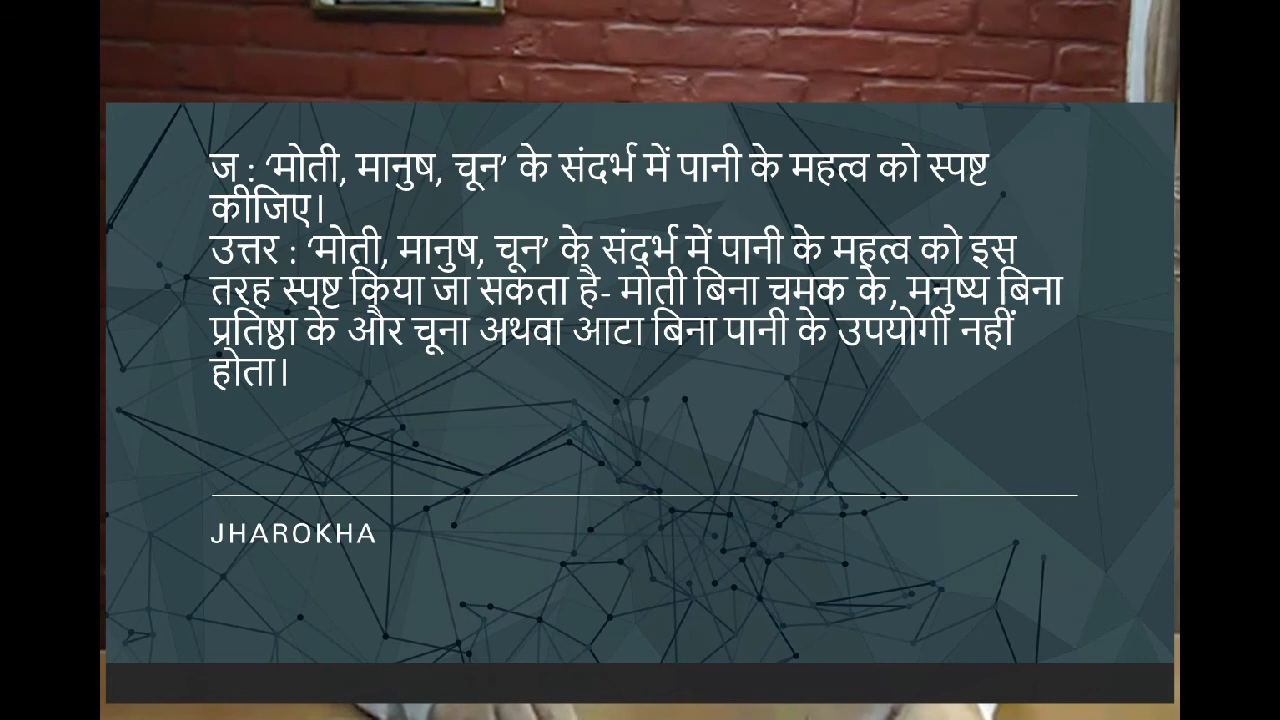 ज : ‘मोती, मानुष, चून’ के संदर्भ में पानी के महत्व को स्पष्ट
कीजिए।
उत्तर : ‘मोती, मानुष, चून’ के संदर्भ में पानी के महत्व को इस
तरह स्पष्ट किया जा सकता है- मोती बिना चमक के, मनुष्य बिना
प्रतिष्ठा के और चूना अथवा आटा बिना पानी के उपयोगी नहीं
होता।
JHAROKHA